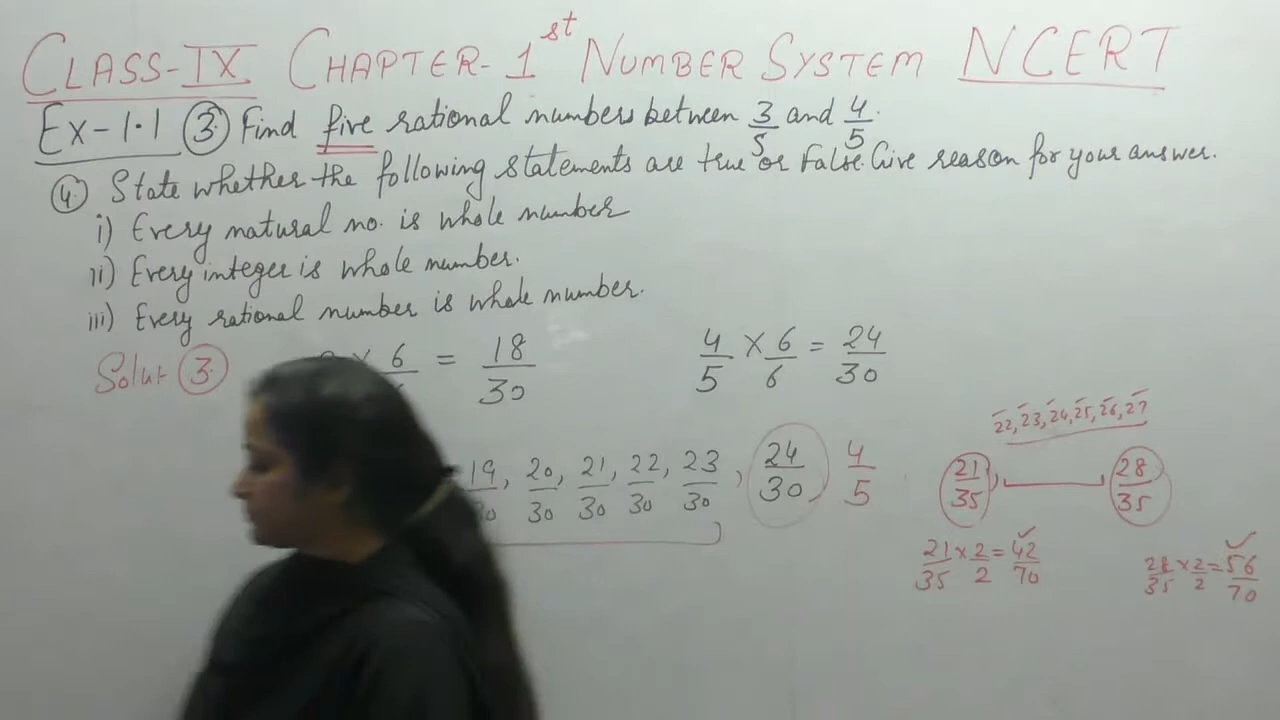 CLASS-IX CHAPTER-1st NUMBER SYSTEM NCERT
Ex-1.1 (3.) Find five rational numbers between 3/5 and 4/5.
(4.) State whether the following statements are true or False. Give reason for your answer.
i) Every natural no. is whole number
ii) Every integer is whole number.
iii) Every rational number is whole number.
Solut (3.)
6 = 18/30
4/5 × 6/6 = 24/30
22, 23, 24, 25, 26, 27
19, 20/30, 21/30, 22/30, 23/30, 24/30 4/5
21/35, 28/35
21/35 × 2/2 = 42/70
28/35 × 2/2 = 56/70